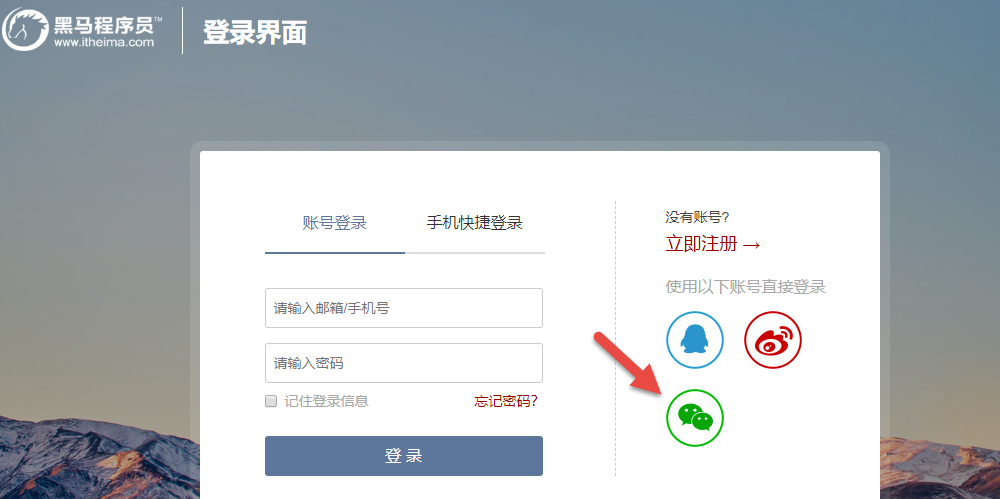 黑马程序员™
www.itheima.com
登录界面
账号登录
手机快捷登录
请输入邮箱/手机号
请输入密码
记住登录信息
忘记密码?
登 录
没有账号?
立即注册 →
使用以下账号直接登录